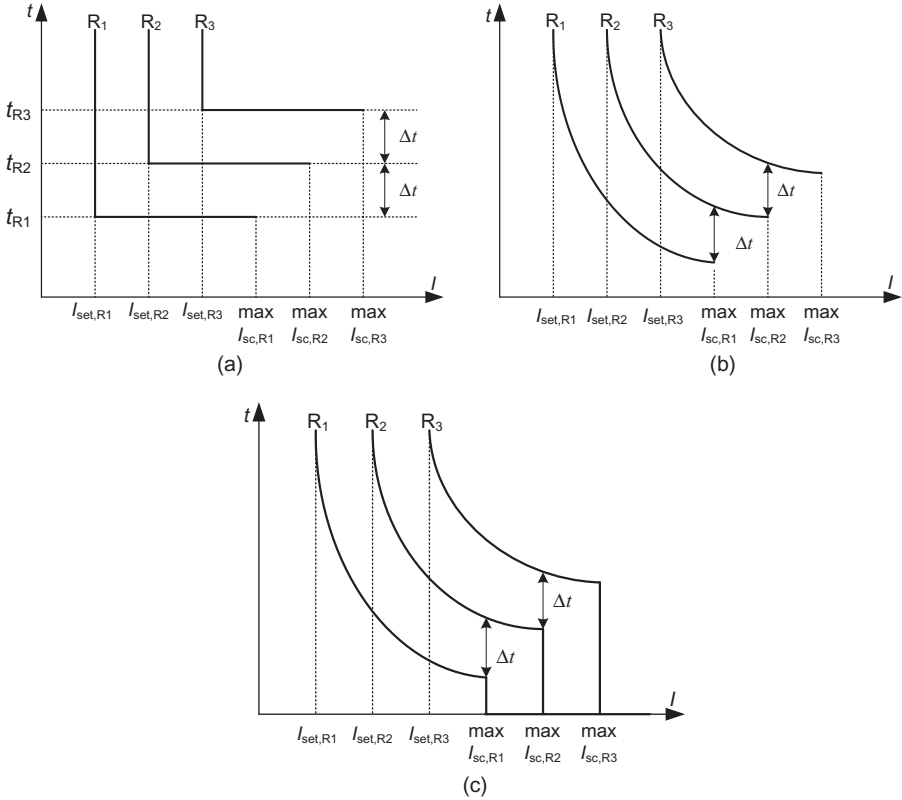 t
R1 R2 R3
tR3
Δt
tR2
Δt
tR1
I
Iset,R1 Iset,R2 Iset,R3 max max max
Isc,R1 Isc,R2 Isc,R3
(a)
t
R1 R2 R3
Δt
Δt
I
Iset,R1 Iset,R2 Iset,R3 max max max
Isc,R1 Isc,R2 Isc,R3
(b)
t
R1 R2 R3
Δt
Δt
I
Iset,R1 Iset,R2 Iset,R3 max max max
Isc,R1 Isc,R2 Isc,R3
(c)